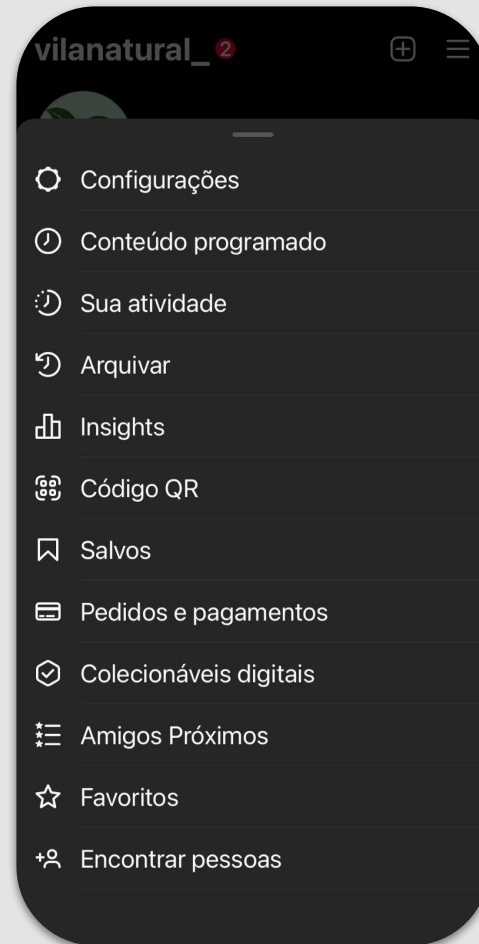 vilanatural_ 2
Configurações
Conteúdo programado
Sua atividade
Arquivar
Insights
Código QR
Salvos
Pedidos e pagamentos
Colecionáveis digitais
Amigos Próximos
Favoritos
Encontrar pessoas